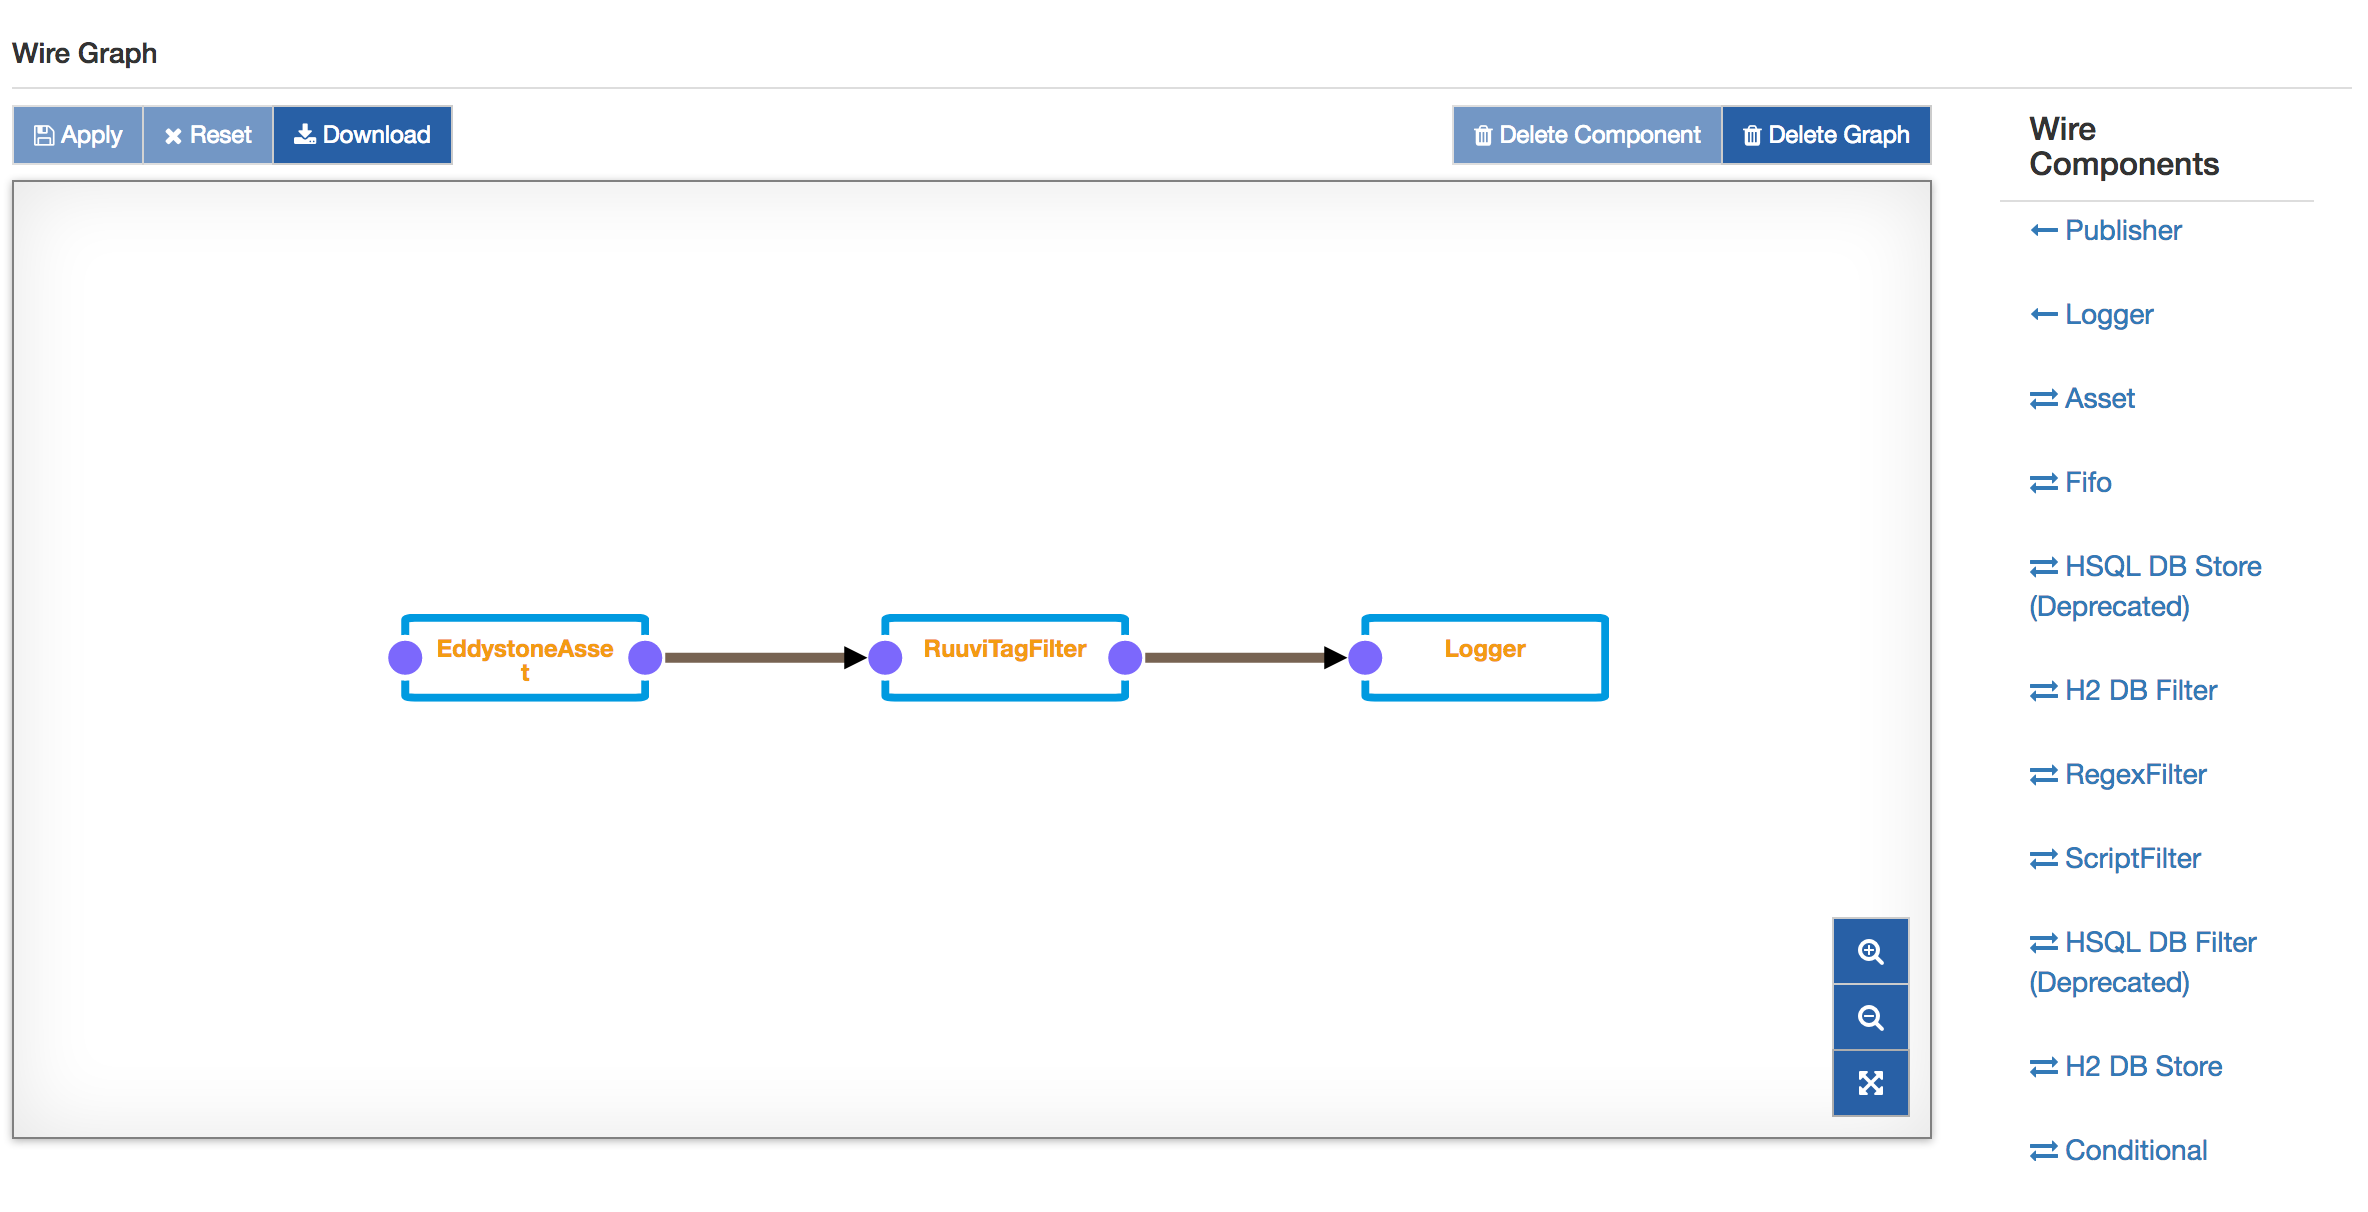 Wire Graph
Apply
Reset
Download
Delete Component
Delete Graph
Wire
Components
Publisher
Logger
Asset
Fifo
HSQL DB Store
(Deprecated)
H2 DB Filter
RegexFilter
ScriptFilter
HSQL DB Filter
(Deprecated)
H2 DB Store
Conditional
EddystoneAsse
t
RuuviTagFilter
Logger